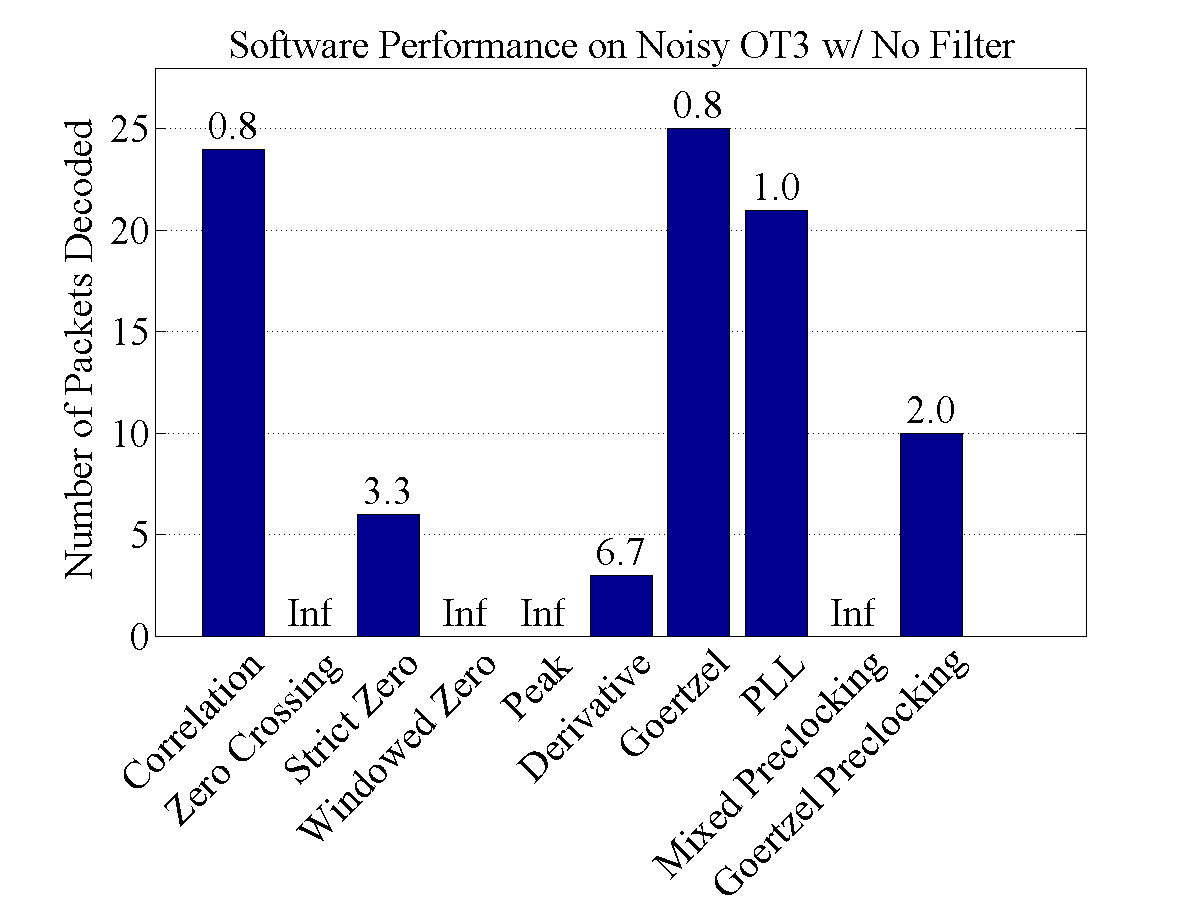 Software Performance on Noisy OT3 w/ No Filter
Number of Packets Decoded
25
20
15
10
5
0
0.8
Inf
3.3
Inf
Inf
6.7
0.8
1.0
Inf
2.0
Correlation
Zero Crossing
Strict Zero
Windowed Zero
Peak
Derivative
Goertzel
PLL
Mixed Preclocking
Goertzel Preclocking